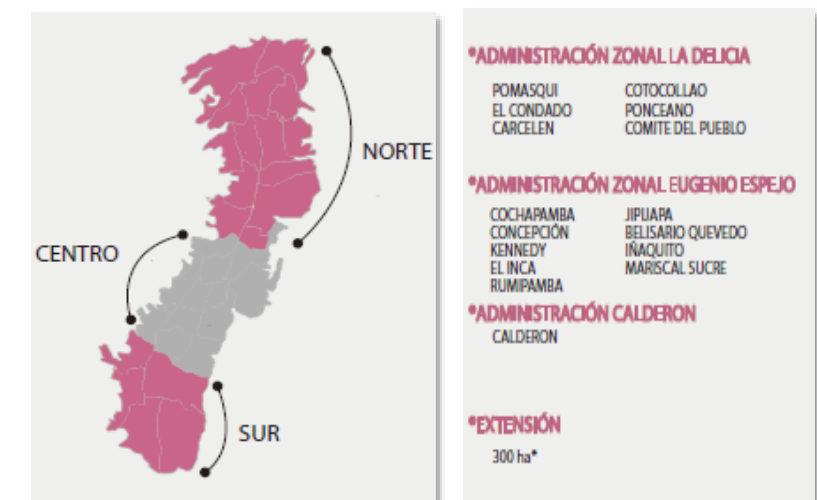 NORTE
CENTRO
SUR
*ADMINISTRACIÓN ZONAL LA DELICIA
POMASQUI COTOCOLLAO
EL CONDADO PONCEANO
CARCELEN COMITE DEL PUEBLO
*ADMINISTRACIÓN ZONAL EUGENIO ESPEJO
COCHAPAMBA JIPIJAPA
CONCEPCIÓN BELISARIO QUEVEDO
KENNEDY IÑAQUITO
EL INCA MARISCAL SUCRE
RUMIPAMBA
*ADMINISTRACIÓN CALDERON
CALDERON
*EXTENSIÓN
300 ha*